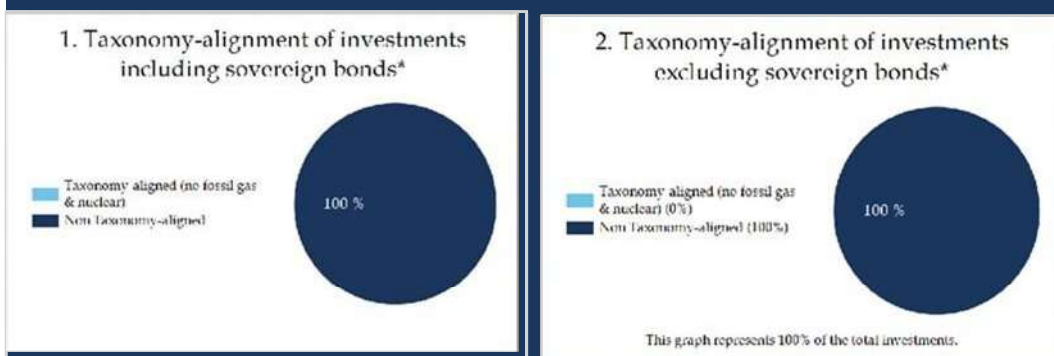 1. Taxonomy-alignment of investments
including sovereign bonds*
Taxonomy aligned (no fossil gas
& nuclear)
Non Taxonomy-aligned
100 %
2. Taxonomy-alignment of investments
excluding sovereign bonds*
Taxonomy aligned (no fossil gas
& nuclear) (0%)
Non Taxonomy-aligned (100%)
100 %
This graph represents 100% of the total investments.